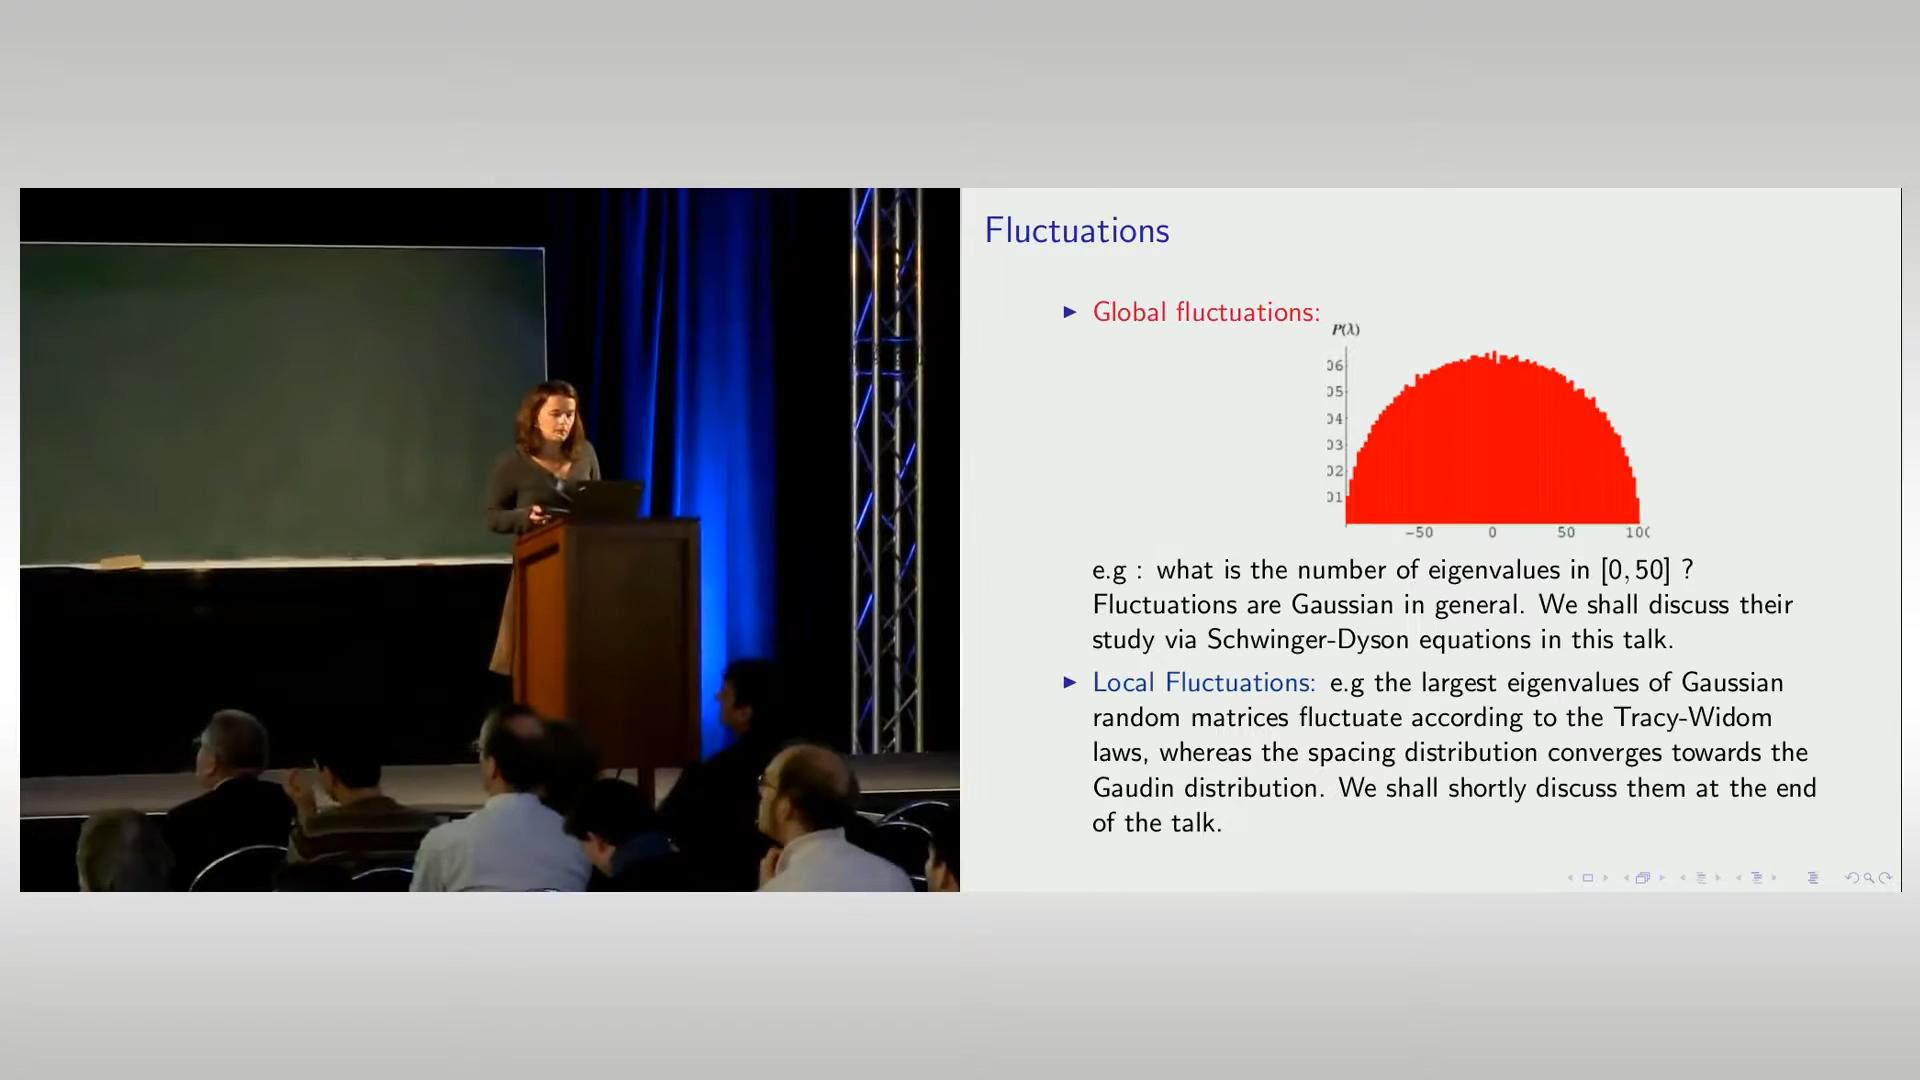 Fluctuations
► Global fluctuations:
P(λ)
06
05
04
03
02
01
−50 0 50 100
e.g : what is the number of eigenvalues in [0, 50] ?
Fluctuations are Gaussian in general. We shall discuss their
study via Schwinger-Dyson equations in this talk.
► Local Fluctuations: e.g the largest eigenvalues of Gaussian
random matrices fluctuate according to the Tracy-Widom
laws, whereas the spacing distribution converges towards the
Gaudin distribution. We shall shortly discuss them at the end
of the talk.